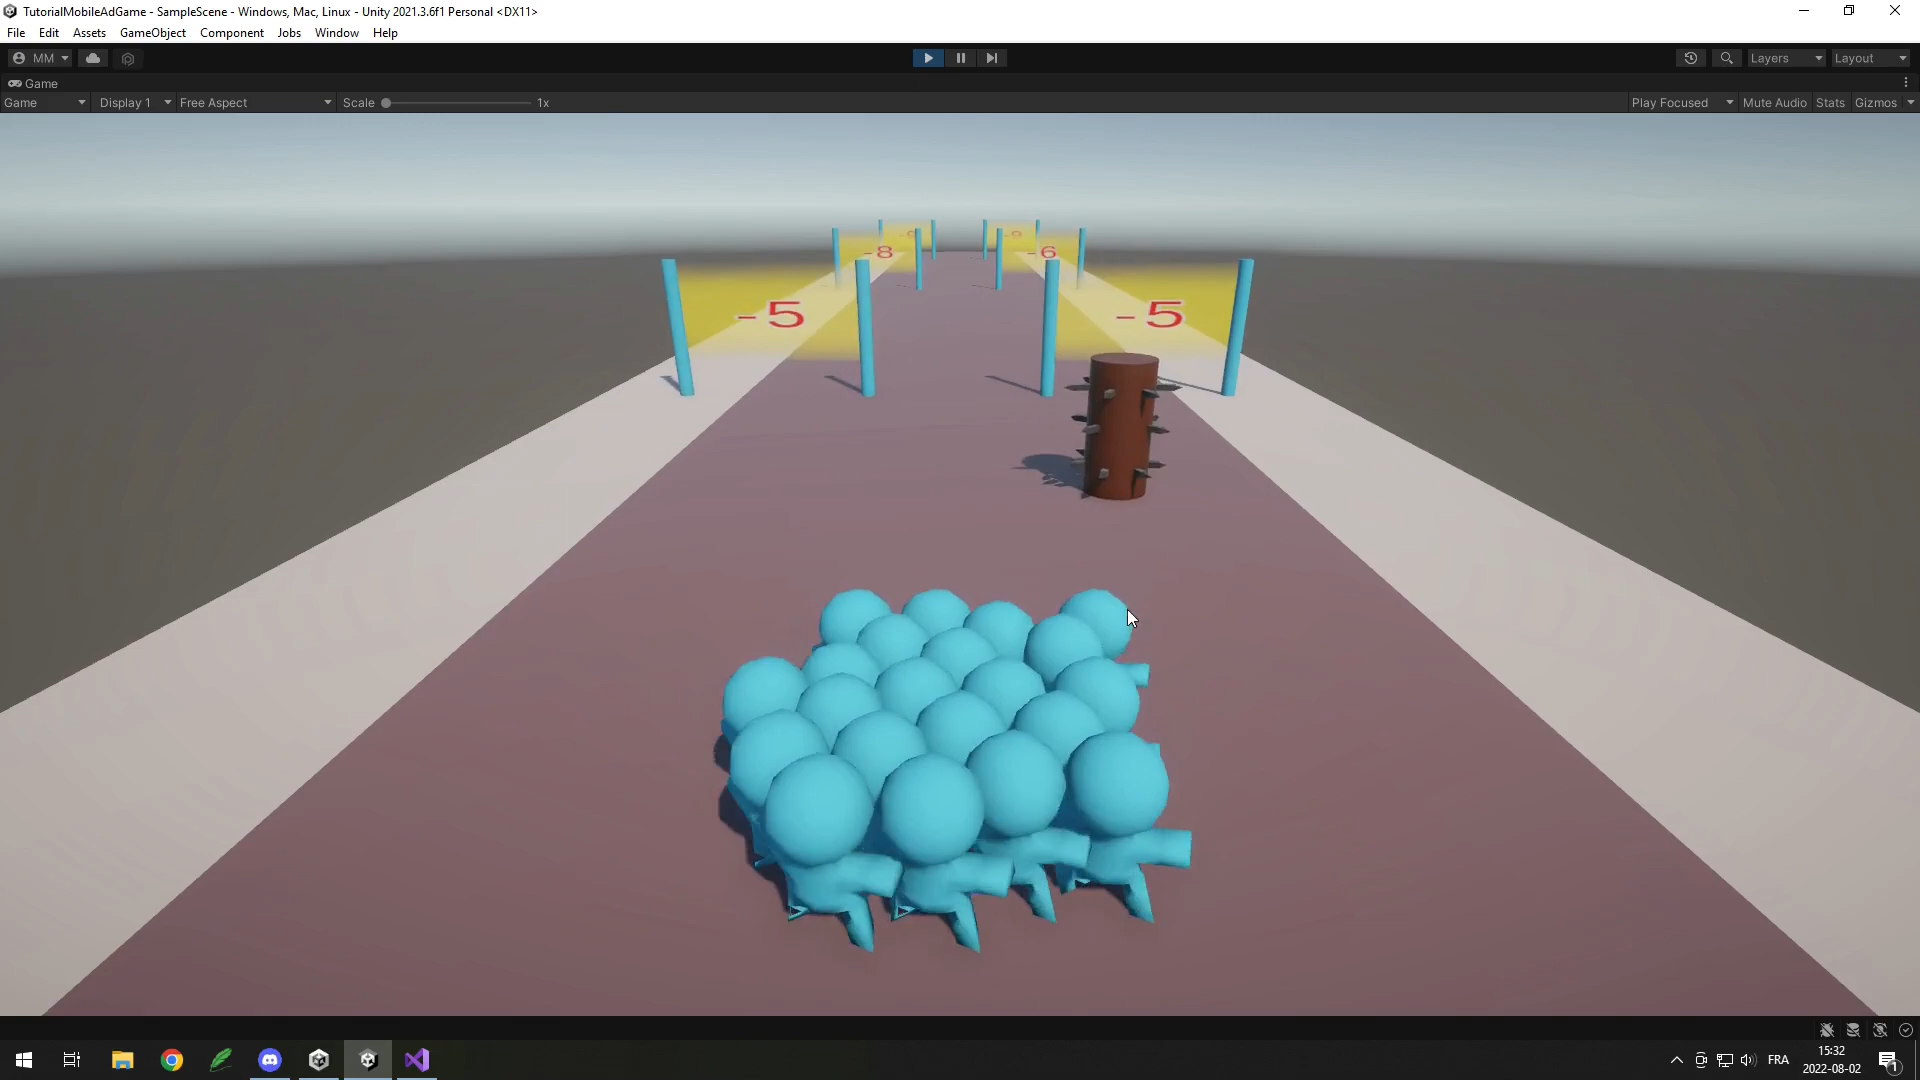 TutorialMobileAdGame - SampleScene - Windows, Mac, Linux - Unity 2021.3.6f1 Personal <DX11>
File Edit Assets GameObject Component Jobs Window Help
MM Layers Layout
Game
Game Display 1 Free Aspect Scale 1x Play Focused Mute Audio Stats Gizmos
-8 -6
-5 -5
FRA
15:32
2022-08-02
1